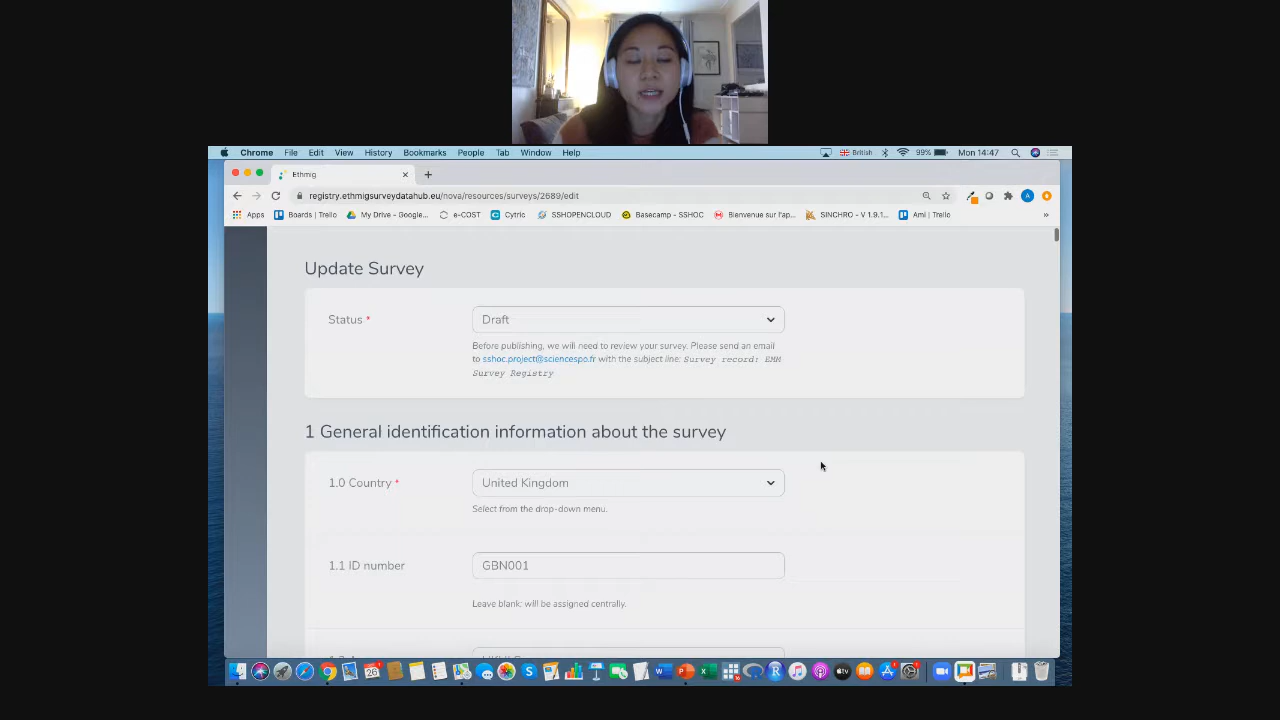 Chrome File Edit View History Bookmarks People Tab Window Help British 99% Mon 14:47
Ethmig
registry.ethmigsurveydatahub.eu/nova/resources/surveys/2689/edit
Apps Boards | Trello My Drive - Google... e-COST Cytric SSHOPENCLOUD Basecamp - SSHOC Bienvenue sur l'ap... SINCHRO - V 1.9.1... Ami | Trello »
Update Survey
Status * Draft
Before publishing, we will need to review your survey. Please send an email
to sshoc.project@sciencespo.fr with the subject line: Survey record: EMM
Survey Registry
1 General identification information about the survey
1.0 Country * United Kingdom
Select from the drop-down menu.
1.1 ID number GBN001
Leave blank; will be assigned centrally.